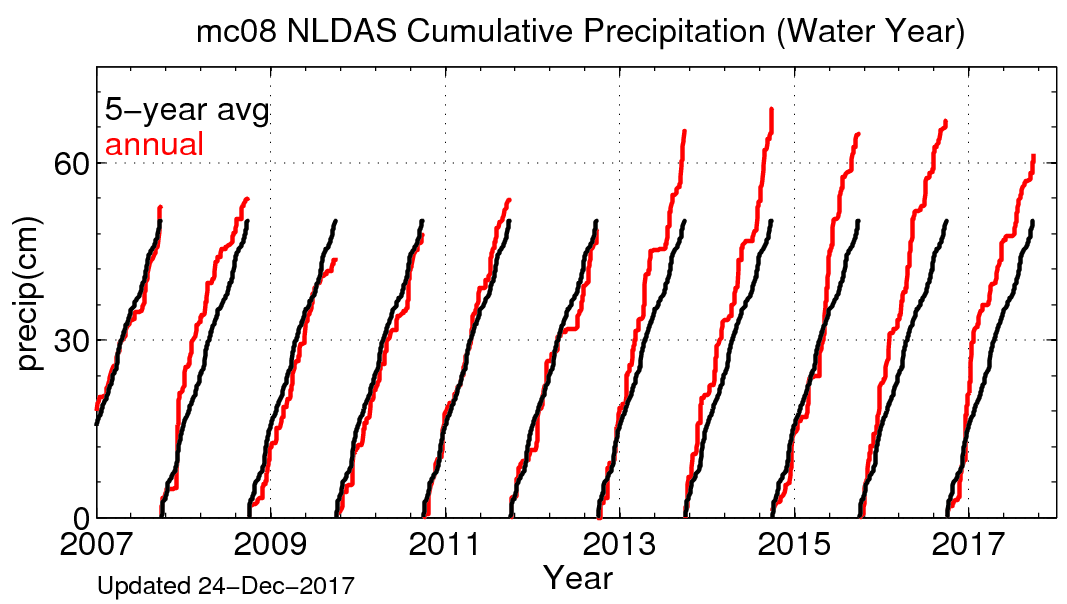 mc08 NLDAS Cumulative Precipitation (Water Year)
5−year avg
annual
precip(cm)
60
30
0
2007 2009 2011 2013 2015 2017
Year
Updated 24−Dec−2017